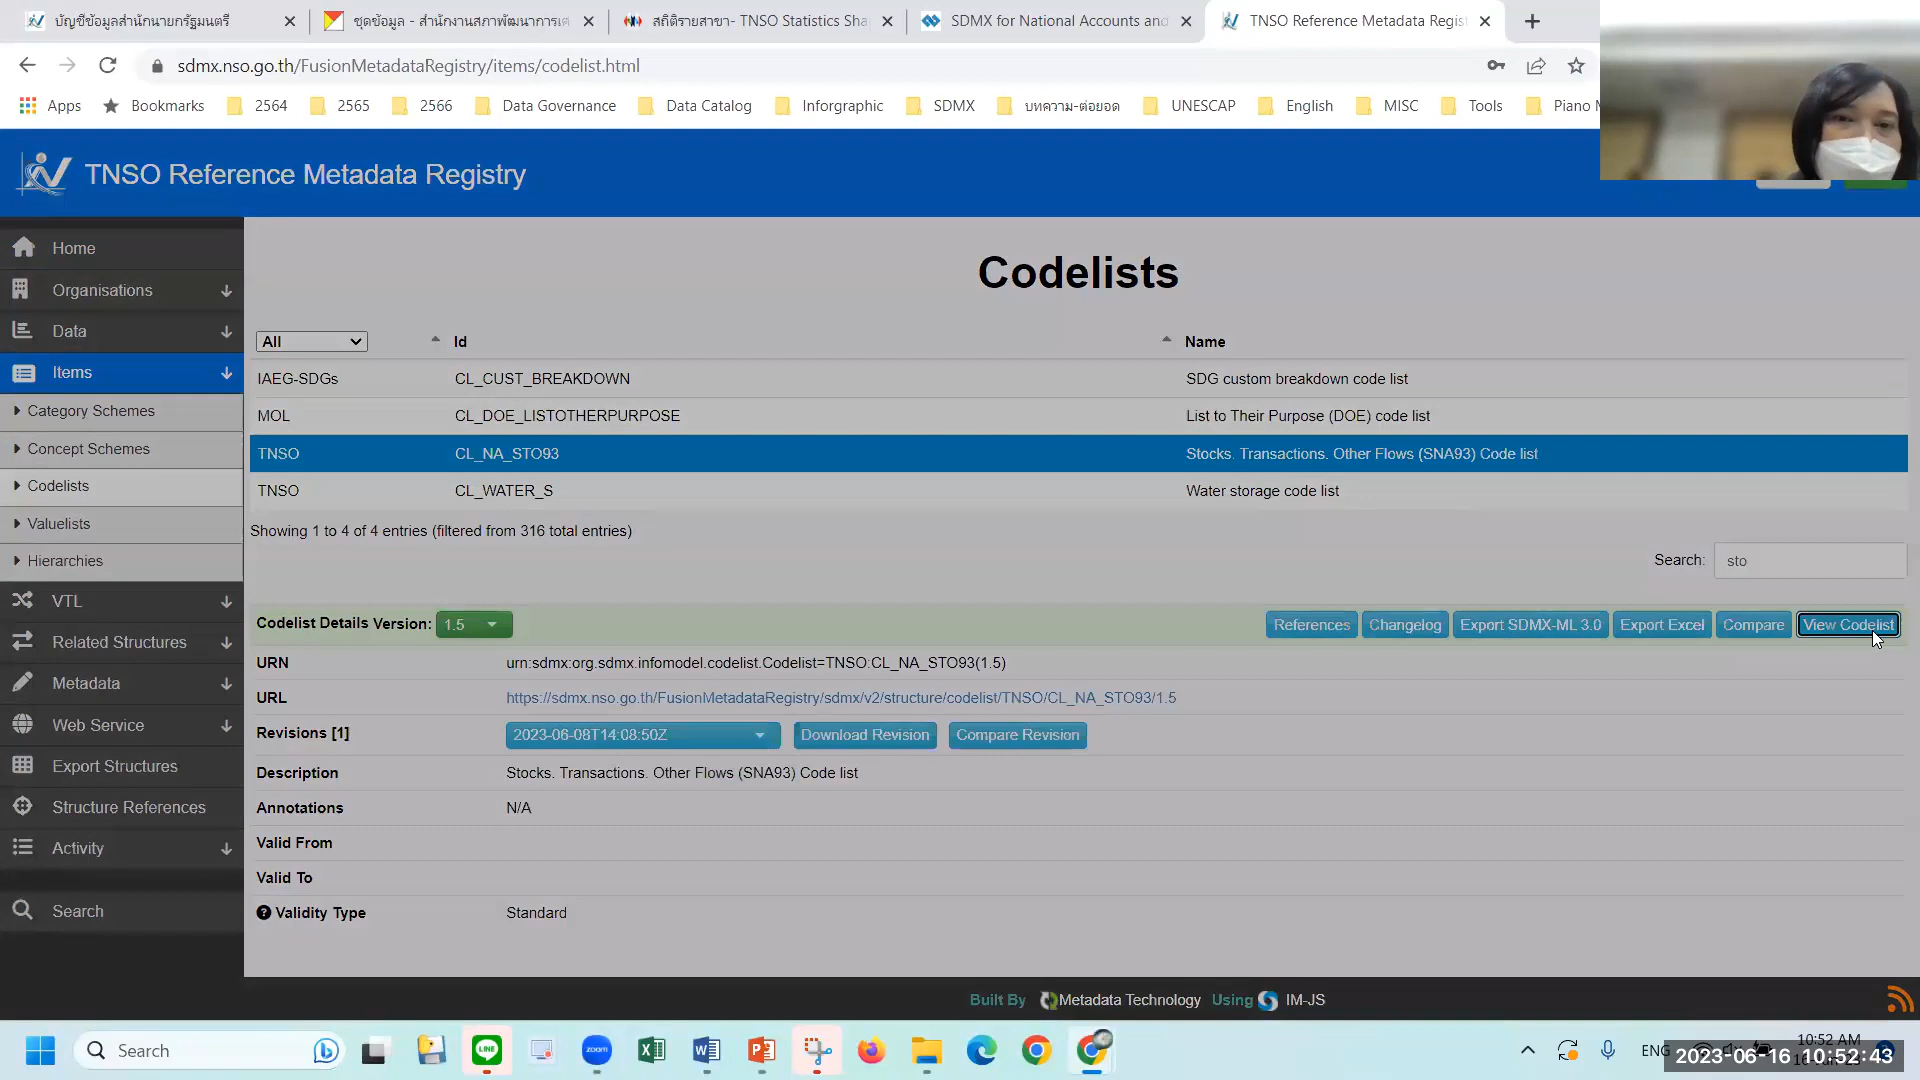 บัญชีข้อมูลสำนักนายกรัฐมนตรี
ชุดข้อมูล - สำนักงานสภาพัฒนาการเศ
สถิติรายสาขา- TNSO Statistics Sha
SDMX for National Accounts and
TNSO Reference Metadata Regist
sdmx.nso.go.th/FusionMetadataRegistry/items/codelist.html
Apps Bookmarks 2564 2565 2566 Data Governance Data Catalog Inforgraphic SDMX บทความ-ต่อยอด UNESCAP English MISC Tools Piano
TNSO Reference Metadata Registry
Home
Organisations
Data
Items
Category Schemes
Concept Schemes
Codelists
Valuelists
Hierarchies
VTL
Related Structures
Metadata
Web Service
Export Structures
Structure References
Activity
Search
Codelists
All Id Name
IAEG-SDGs CL_CUST_BREAKDOWN SDG custom breakdown code list
MOL CL_DOE_LISTOTHERPURPOSE List to Their Purpose (DOE) code list
TNSO CL_NA_STO93 Stocks. Transactions. Other Flows (SNA93) Code list
TNSO CL_WATER_S Water storage code list
Showing 1 to 4 of 4 entries (filtered from 316 total entries)
Search: sto
Codelist Details Version: 1.5 References Changelog Export SDMX-ML 3.0 Export Excel Compare View Codelist
URN urn:sdmx:org.sdmx.infomodel.codelist.Codelist=TNSO:CL_NA_STO93(1.5)
URL https://sdmx.nso.go.th/FusionMetadataRegistry/sdmx/v2/structure/codelist/TNSO/CL_NA_STO93/1.5
Revisions [1] 2023-06-08T14:08:50Z Download Revision Compare Revision
Description Stocks. Transactions. Other Flows (SNA93) Code list
Annotations N/A
Valid From
Valid To
Validity Type Standard
Built By Metadata Technology Using IM-JS
Search
LINE
zoom
ENG
10:52 AM
2023-06-16 10:52:43